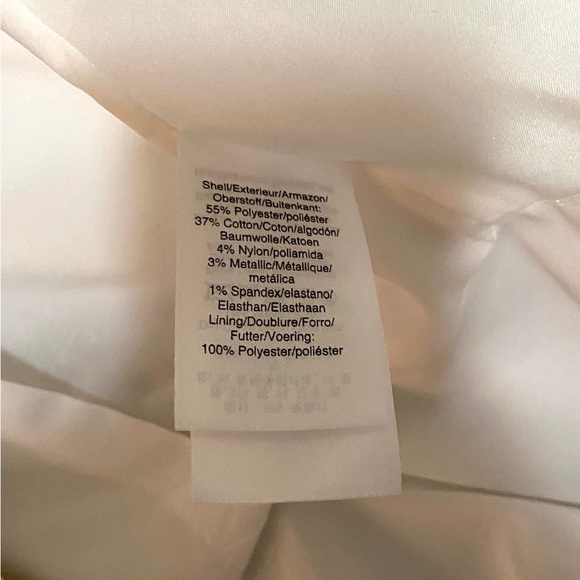 Shell/Exterieur/Armazon/
Oberstoff/Buitenkant:
55% Polyester/poliéster
37% Cotton/Coton/algodón/
Baumwolle/Katoen
4% Nylon/poliamida
3% Metallic/Métallique/
metálica
1% Spandex/elastano/
Elasthan/Elasthaan
Lining/Doublure/Forro/
Futter/Voering:
100% Polyester/poliéster